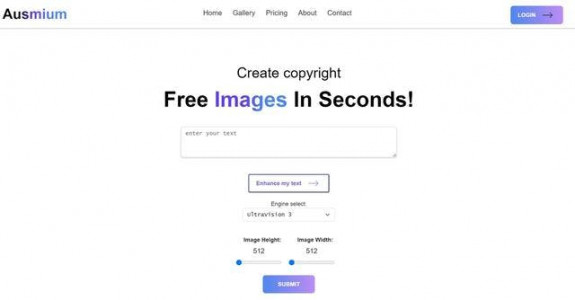 Ausmium
Home Gallery Pricing About Contact
LOGIN
Create copyright
Free Images In Seconds!
enter your text
Enhanse my text
Engine select:
ultravision 3
Image Height: Image Width:
512 512
SUBMIT